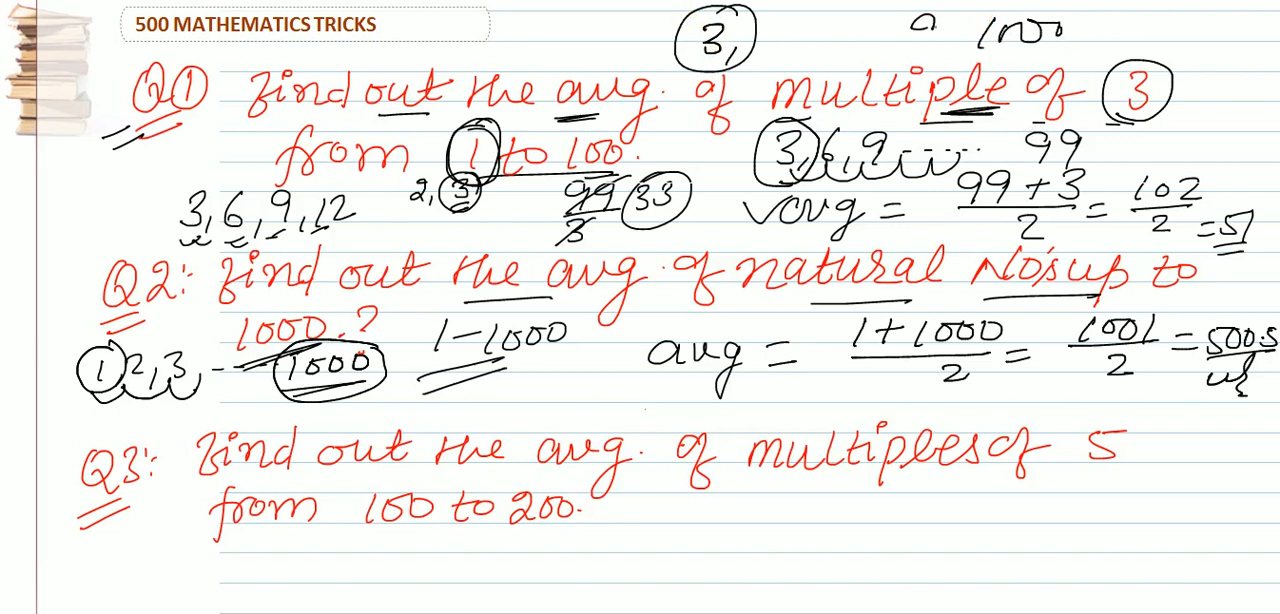 500 MATHEMATICS TRICKS
3, 1000
Q1 Find out the avg. of multiple of 3
from 1 to 100. 3, 6, 9 ........ 99
3, 6, 9, 12 2, 3 99/3 33 avg = 99 + 3/2 = 102/2 = 51
Q2: Find out the avg. of natural No's up to
1000.? 1 - 1000 avg = 1 + 1000/2 = 1001/2 = 500.5
1 2, 3, - 1000
Q3: Find out the avg. of multiples of 5
from 100 to 200.